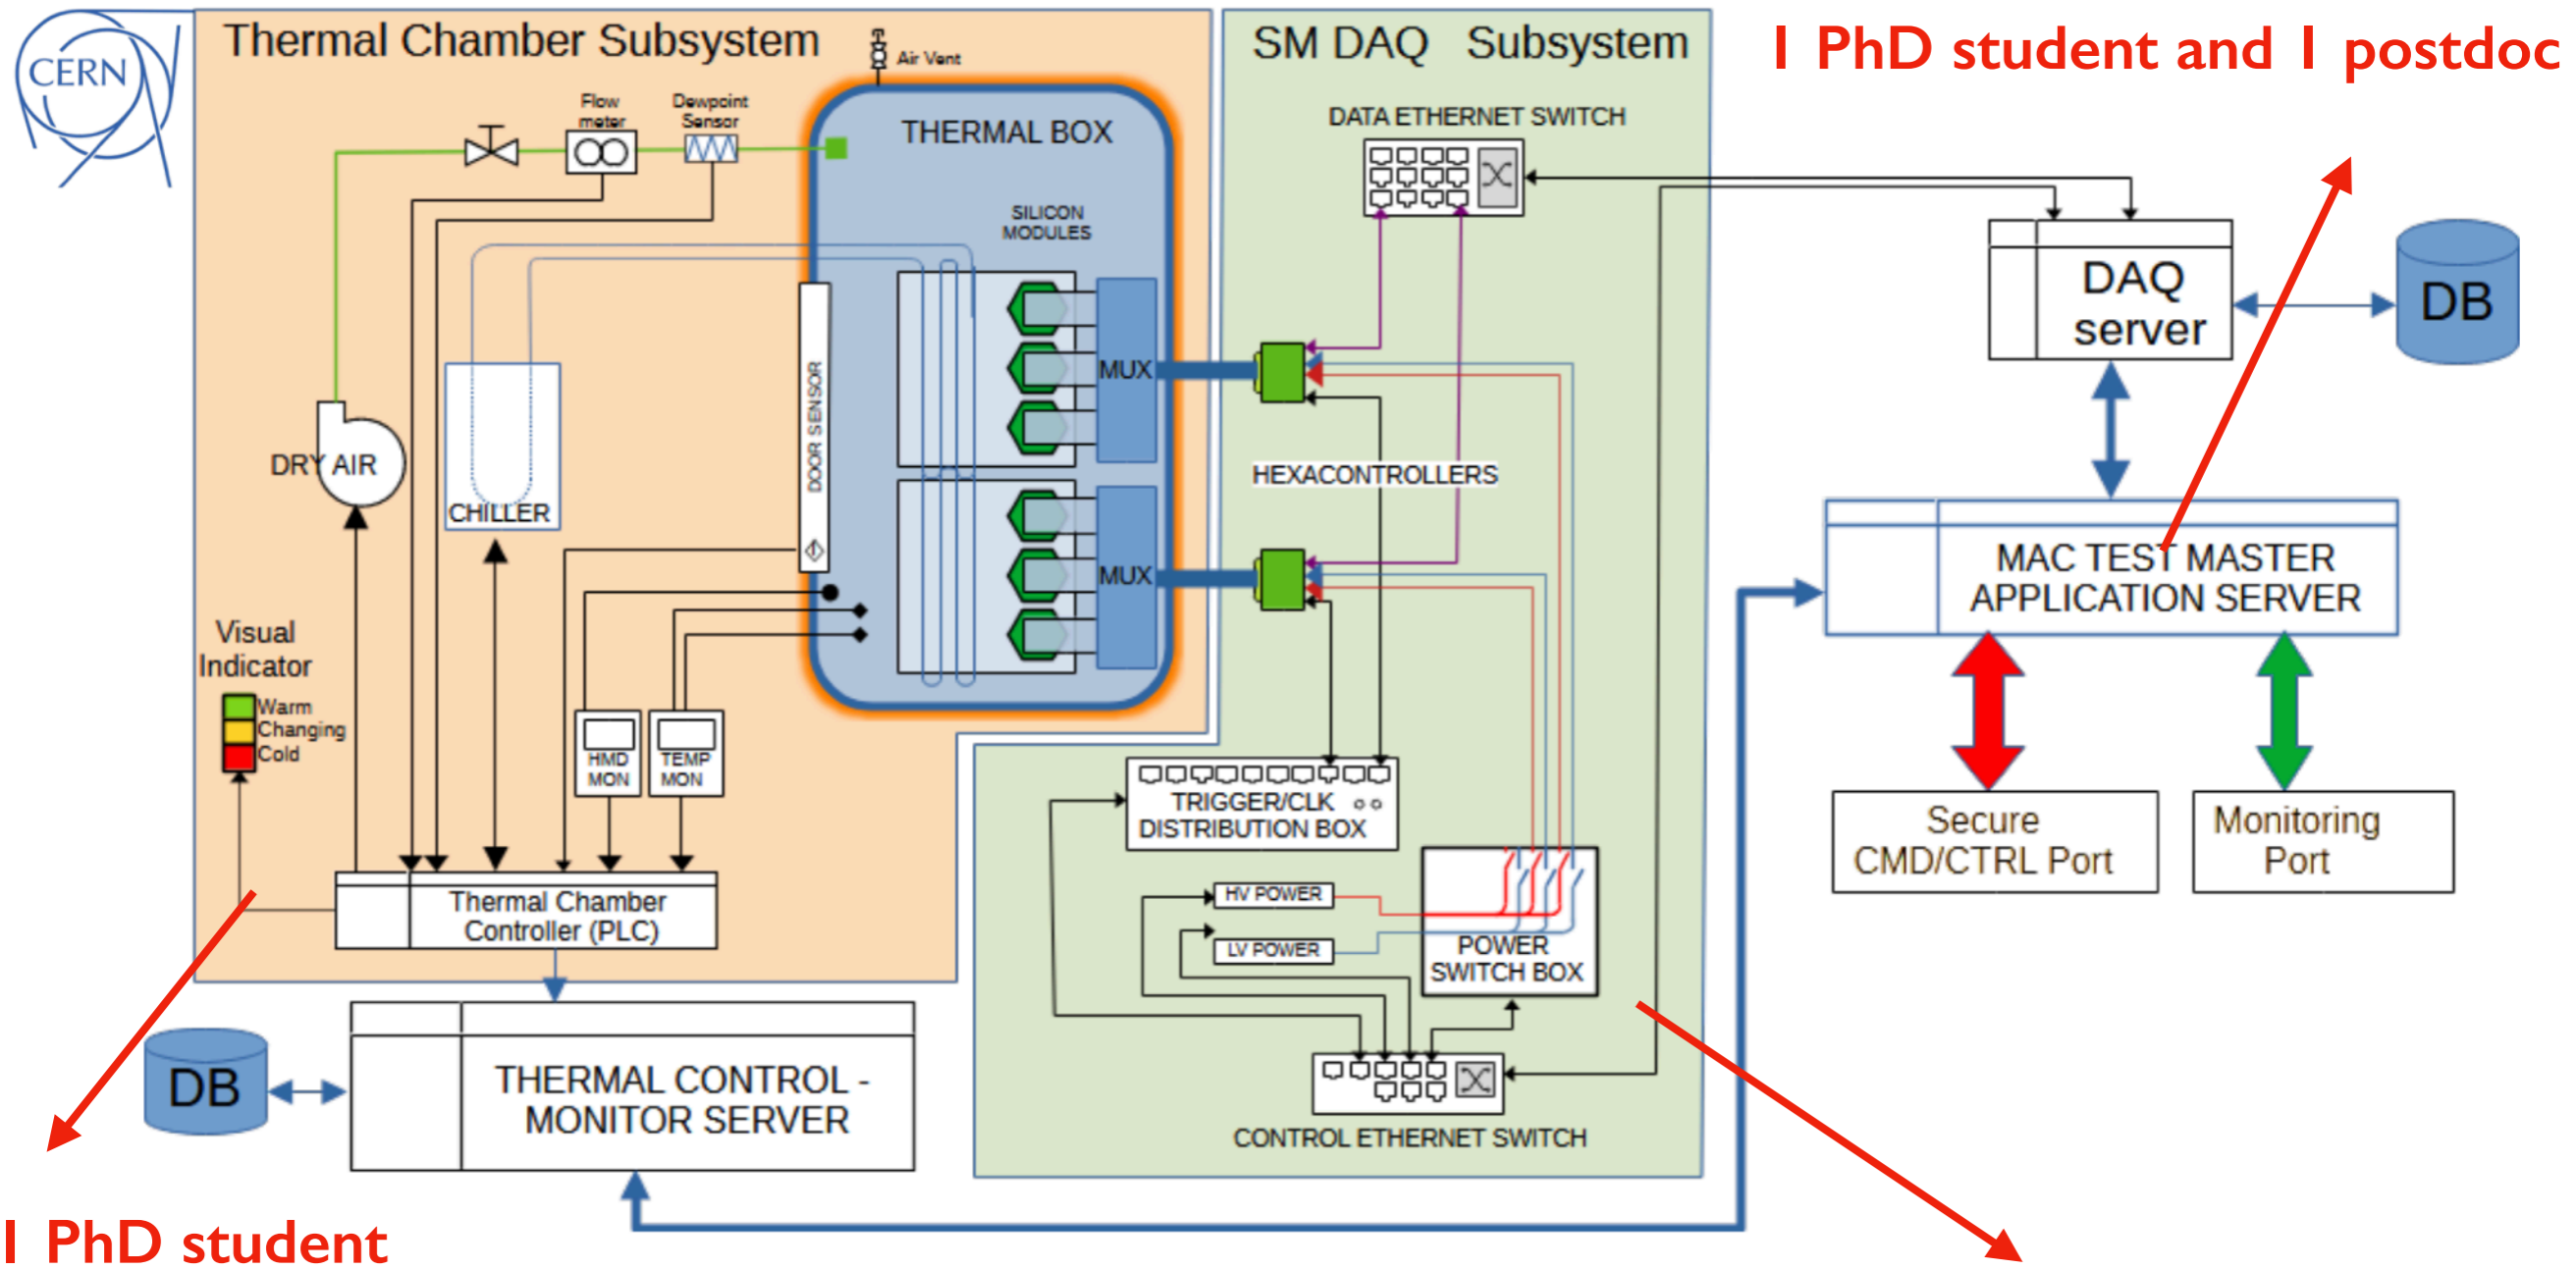 CERN
Thermal Chamber Subsystem
Air Vent
Flow
meter
Dewpoint
Sensor
THERMAL BOX
SILICON
MODULES
MUX
MUX
DOOR SENSOR
DRY AIR
CHILLER
Visual
Indicator
Warm
Changing
Cold
HMD
MON
TEMP
MON
Thermal Chamber
Controller (PLC)
DB
THERMAL CONTROL -
MONITOR SERVER
1 PhD student
SM DAQ Subsystem
DATA ETHERNET SWITCH
HEXACONTROLLERS
TRIGGER/CLK
DISTRIBUTION BOX
HV POWER
LV POWER
POWER
SWITCH BOX
CONTROL ETHERNET SWITCH
1 PhD student and 1 postdoc
DAQ
server
DB
MAC TEST MASTER
APPLICATION SERVER
Secure
CMD/CTRL Port
Monitoring
Port